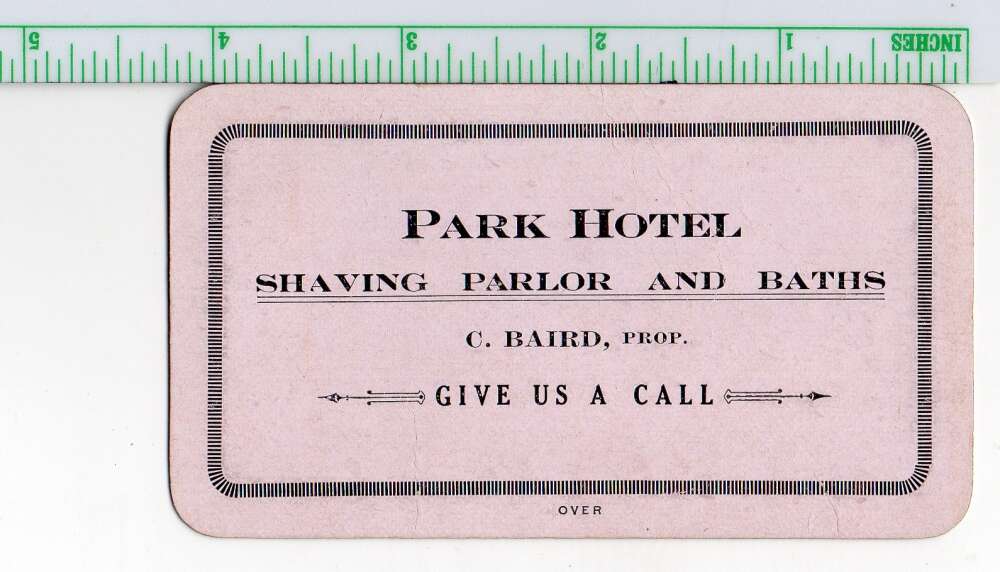 5 4 3 2 1 INCHES
PARK HOTEL
SHAVING PARLOR AND BATHS
C. BAIRD, PROP.
GIVE US A CALL
OVER